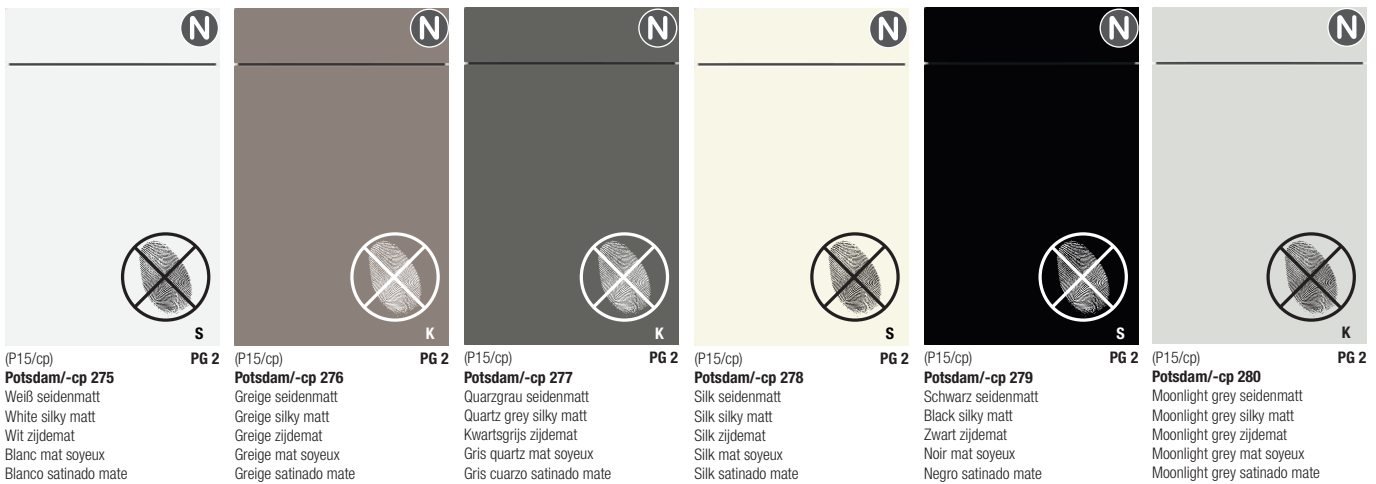 N
S
(P15/cp) PG 2
Potsdam/-cp 275
Weiß seidenmatt
White silky matt
Wit zijdemat
Blanc mat soyeux
Blanco satinado mate
N
K
(P15/cp) PG 2
Potsdam/-cp 276
Greige seidenmatt
Greige silky matt
Greige zijdemat
Greige mat soyeux
Greige satinado mate
N
K
(P15/cp) PG 2
Potsdam/-cp 277
Quarzgrau seidenmatt
Quartz grey silky matt
Kwartsgrijs zijdemat
Gris quartz mat soyeux
Gris cuarzo satinado mate
N
S
(P15/cp) PG 2
Potsdam/-cp 278
Silk seidenmatt
Silk silky matt
Silk zijdemat
Silk mat soyeux
Silk satinado mate
N
S
(P15/cp) PG 2
Potsdam/-cp 279
Schwarz seidenmatt
Black silky matt
Zwart zijdemat
Noir mat soyeux
Negro satinado mate
N
K
(P15/cp) PG 2
Potsdam/-cp 280
Moonlight grey seidenmatt
Moonlight grey silky matt
Moonlight grey zijdemat
Moonlight grey mat soyeux
Moonlight grey satinado mate